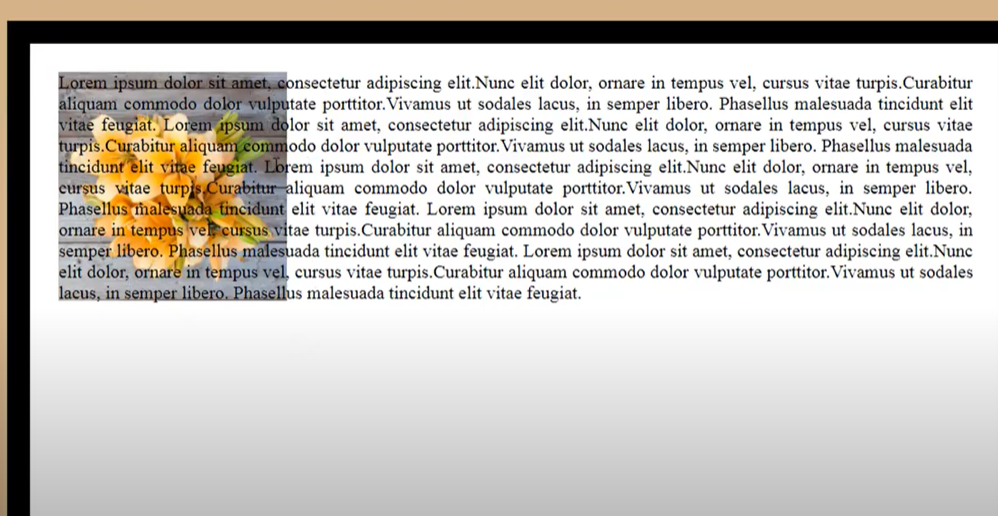 Lorem ipsum dolor sit amet, consectetur adipiscing elit.Nunc elit dolor, ornare in tempus vel, cursus vitae turpis.Curabitur
aliquam commodo dolor vulputate porttitor.Vivamus ut sodales lacus, in semper libero. Phasellus malesuada tincidunt elit
vitae feugiat. Lorem ipsum dolor sit amet, consectetur adipiscing elit.Nunc elit dolor, ornare in tempus vel, cursus vitae
turpis.Curabitur aliquam commodo dolor vulputate porttitor.Vivamus ut sodales lacus, in semper libero. Phasellus malesuada
tincidunt elit vitae feugiat. Lorem ipsum dolor sit amet, consectetur adipiscing elit.Nunc elit dolor, ornare in tempus vel,
cursus vitae turpis.Curabitur aliquam commodo dolor vulputate porttitor.Vivamus ut sodales lacus, in semper libero.
Phasellus malesuada tincidunt elit vitae feugiat. Lorem ipsum dolor sit amet, consectetur adipiscing elit.Nunc elit dolor,
ornare in tempus vel, cursus vitae turpis.Curabitur aliquam commodo dolor vulputate porttitor.Vivamus ut sodales lacus, in
semper libero. Phasellus malesuada tincidunt elit vitae feugiat. Lorem ipsum dolor sit amet, consectetur adipiscing elit.Nunc
elit dolor, ornare in tempus vel, cursus vitae turpis.Curabitur aliquam commodo dolor vulputate porttitor.Vivamus ut sodales
lacus, in semper libero. Phasellus malesuada tincidunt elit vitae feugiat.